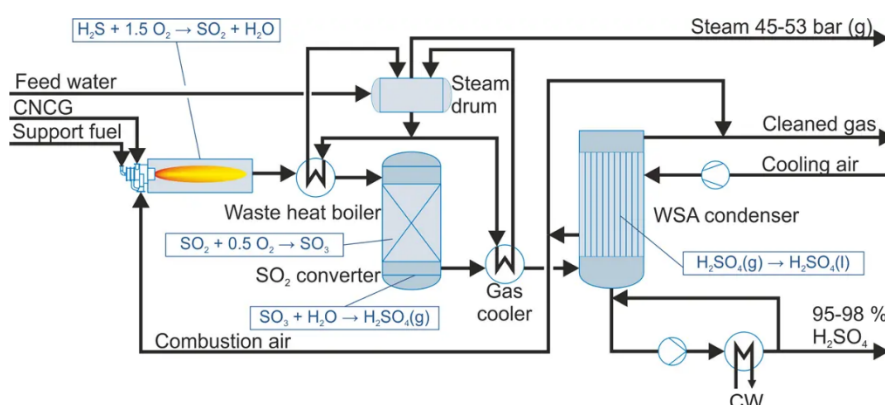 H₂S + 1.5 O₂ → SO₂ + H₂O
Steam 45-53 bar (g)
Feed water
Steam
drum
CNCG
Support fuel
Cleaned gas
Cooling air
Waste heat boiler
WSA condenser
SO₂ + 0.5 O₂ → SO₃
SO₂ converter
H₂SO₄(g) → H₂SO₄(l)
Gas
cooler
SO₃ + H₂O → H₂SO₄(g)
Combustion air
95-98 %
H₂SO₄
CW